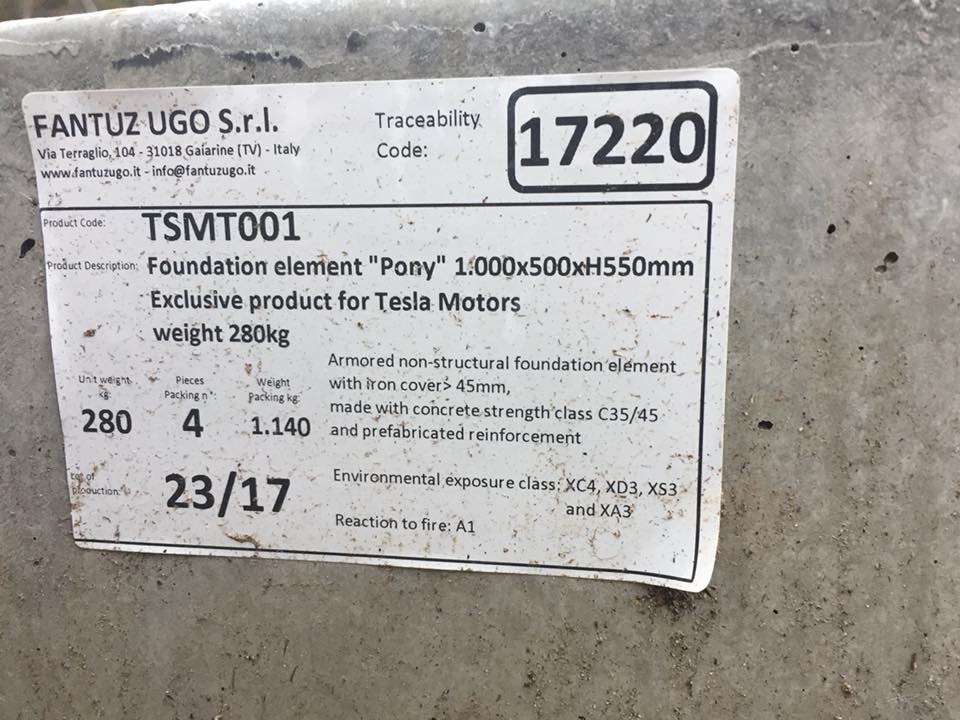 FANTUZ UGO S.r.l.
Via Terraglio, 104 - 31018 Gaiarine (TV) - Italy
www.fantuzugo.it - info@fantuzugo.it
Traceability
Code:
17220
Product Code: TSMT001
Product Description: Foundation element "Pony" 1.000x500xH550mm
Exclusive product for Tesla Motors
weight 280kg
Unit weight
kg:
280
Pieces
Packing n°:
4
Weight
Packing kg:
1.140
Lot of
production:
23/17
Armored non-structural foundation element
with iron cover> 45mm,
made with concrete strength class C35/45
and prefabricated reinforcement
Environmental exposure class: XC4, XD3, XS3
and XA3
Reaction to fire: A1